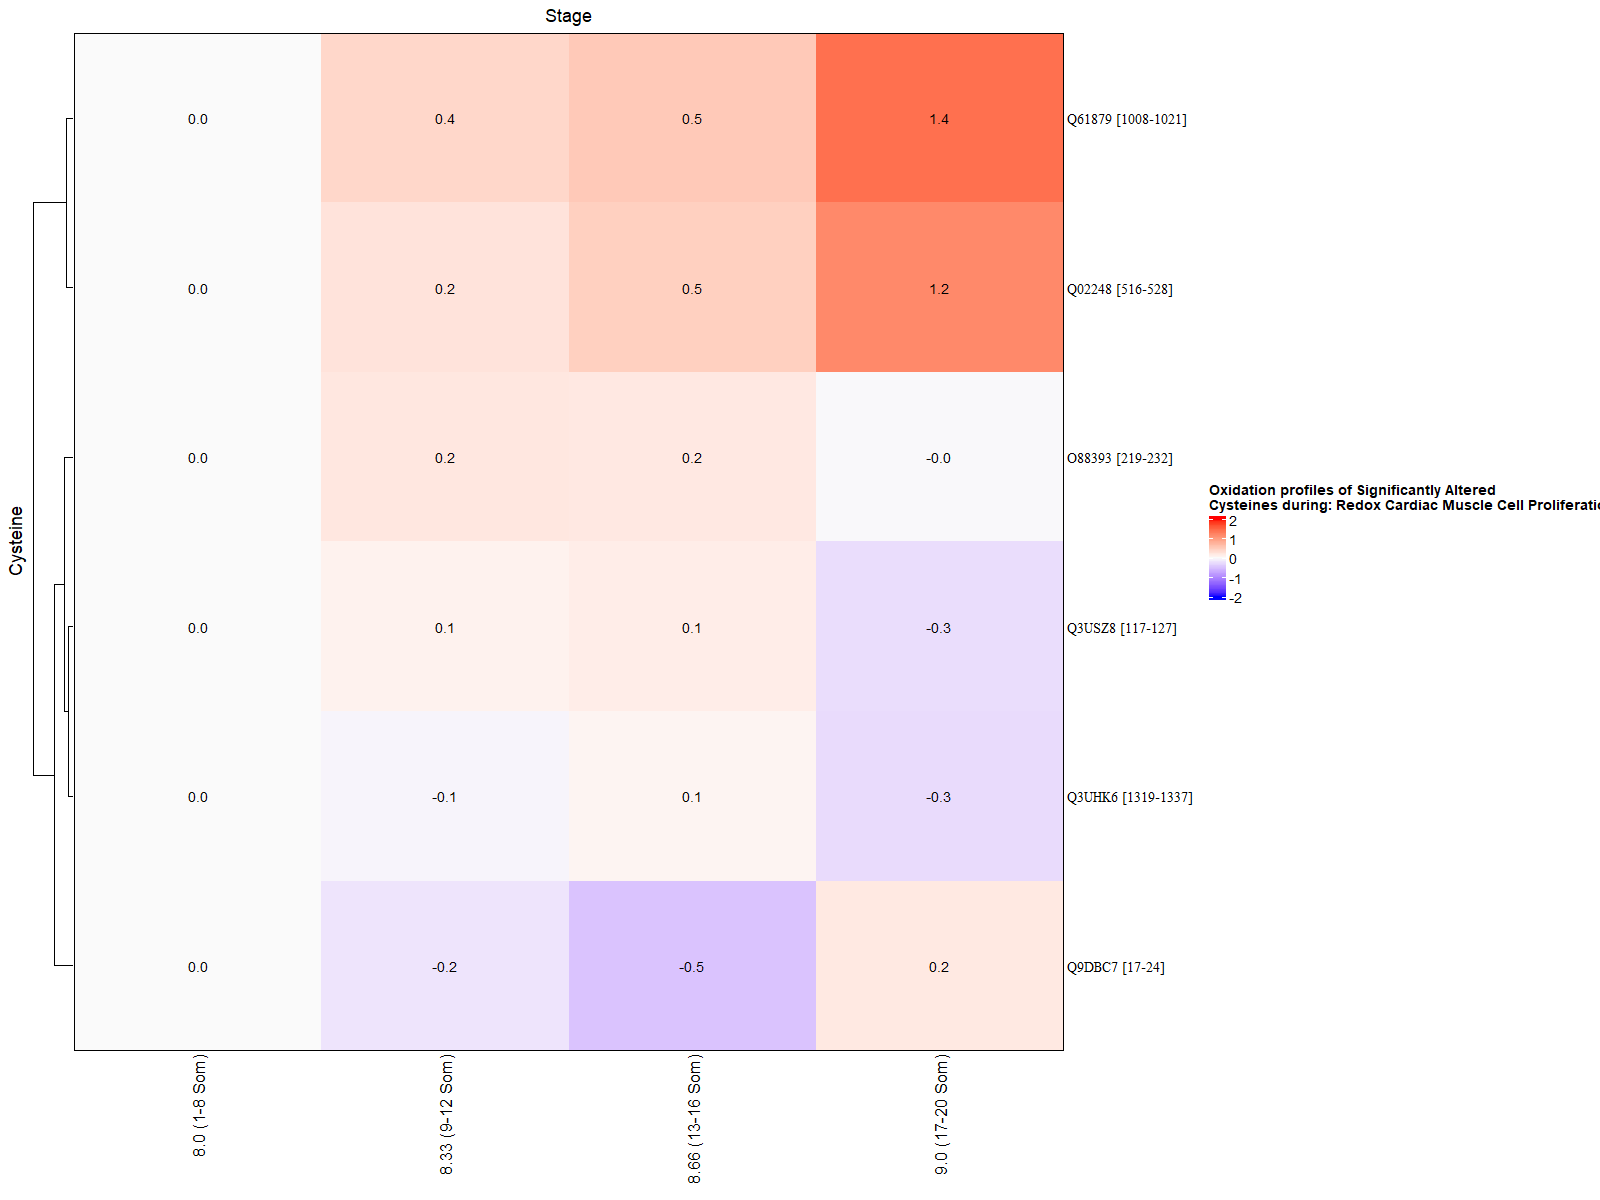 Stage
0.0 0.4 0.5 1.4 Q61879 [1008-1021]
0.0 0.2 0.5 1.2 Q02248 [516-528]
0.0 0.2 0.2 -0.0 O88393 [219-232]
0.0 0.1 0.1 -0.3 Q3USZ8 [117-127]
0.0 -0.1 0.1 -0.3 Q3UHK6 [1319-1337]
0.0 -0.2 -0.5 0.2 Q9DBC7 [17-24]
8.0 (1-8 Som)
8.33 (9-12 Som)
8.66 (13-16 Som)
9.0 (17-20 Som)
Cysteine
Oxidation profiles of Significantly Altered
Cysteines during: Redox Cardiac Muscle Cell Proliferatio
2
1
0
-1
-2